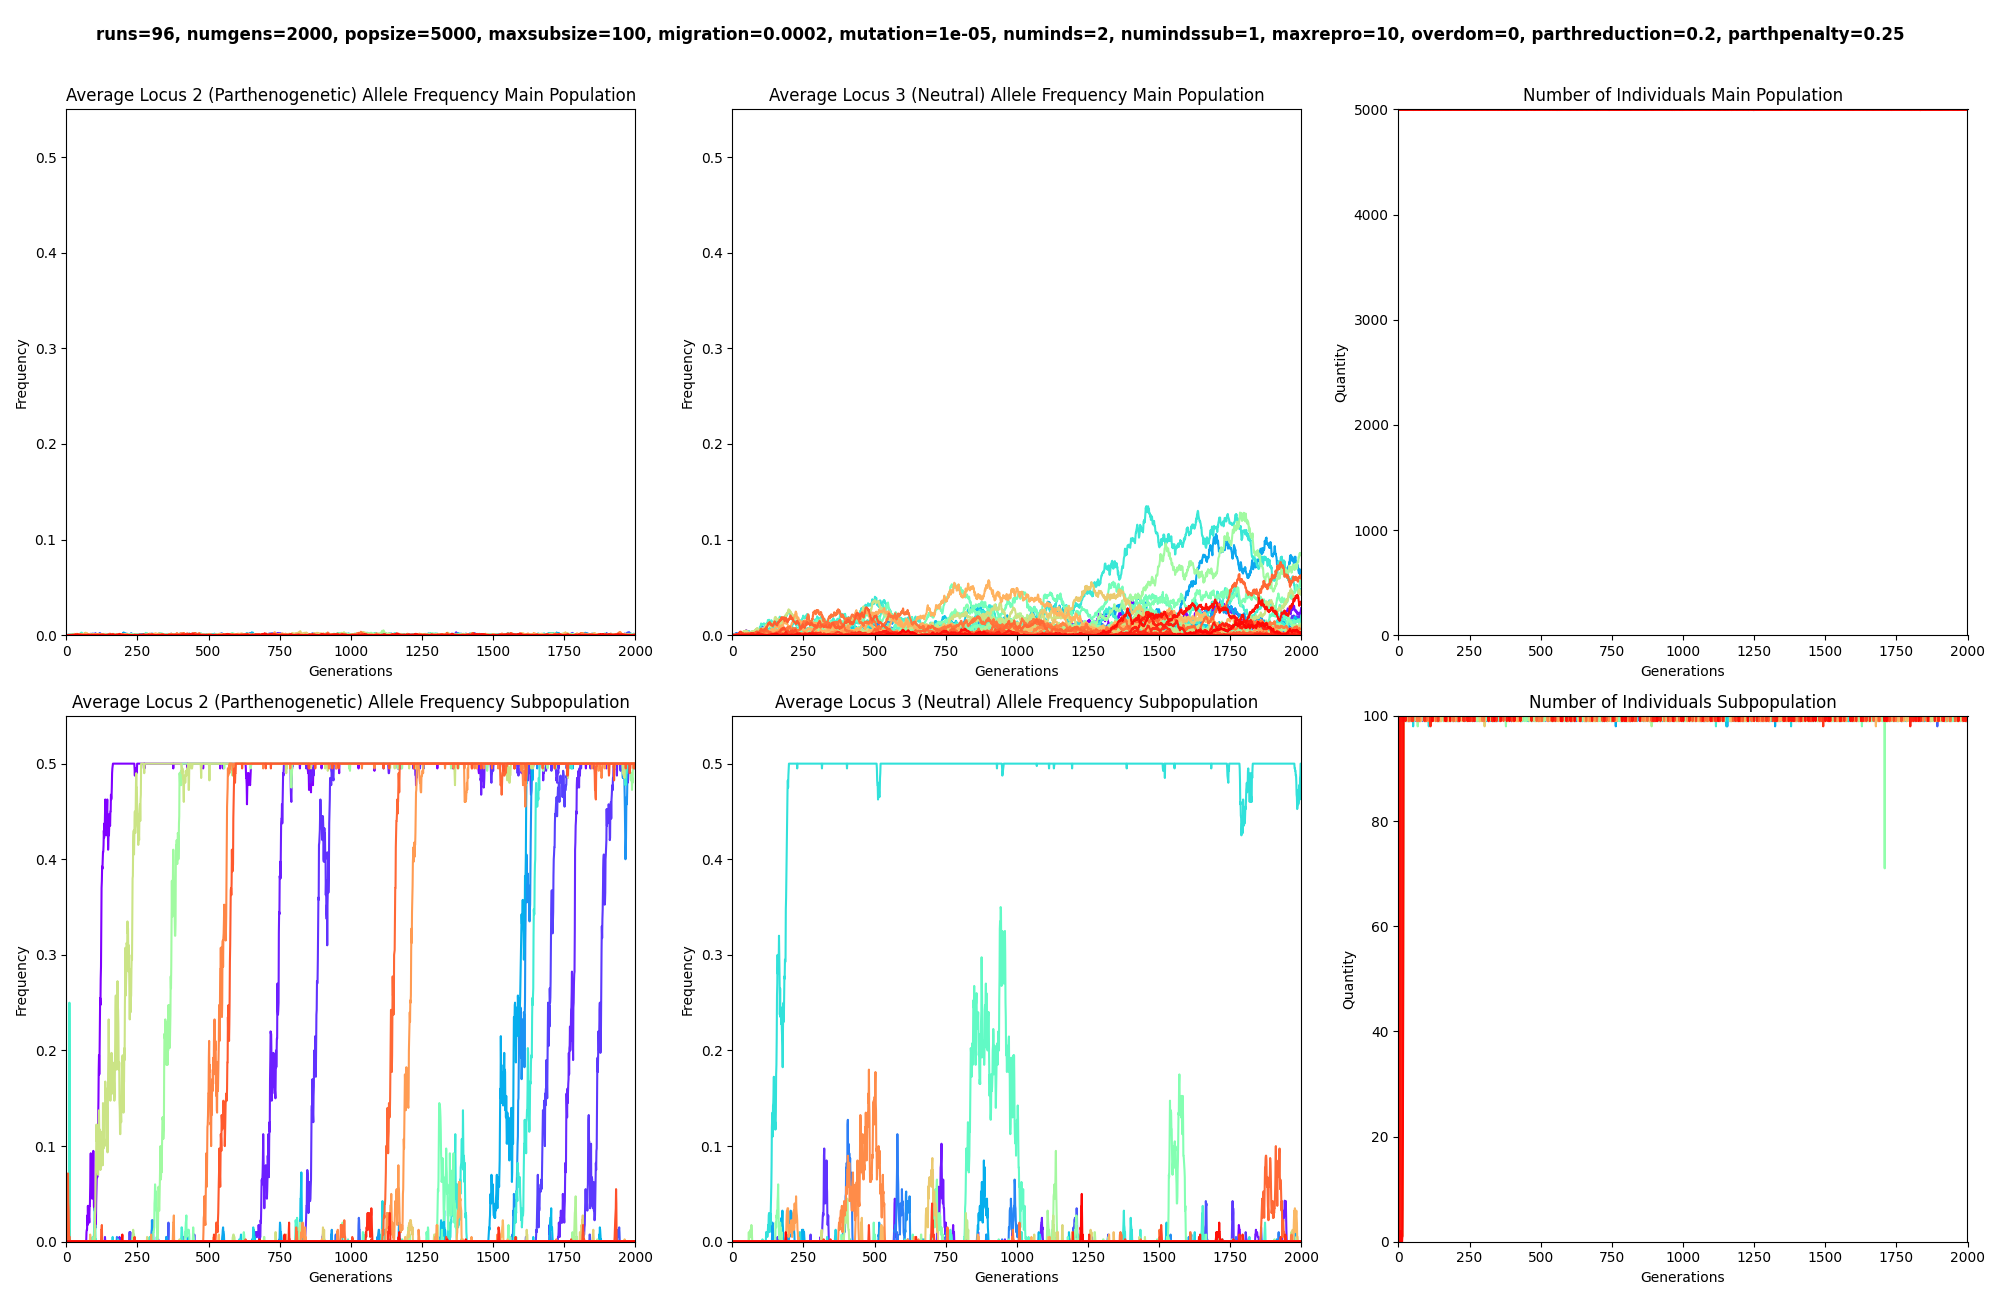 runs=96, numgens=2000, popsize=5000, maxsubsize=100, migration=0.0002, mutation=1e-05, numinds=2, numindssub=1, maxrepro=10, overdom=0, parthreduction=0.2, parthpenalty=0.25
Average Locus 2 (Parthenogenetic) Allele Frequency Main Population
Frequency
0.5
0.4
0.3
0.2
0.1
0.0
0 250 500 750 1000 1250 1500 1750 2000
Generations
Average Locus 3 (Neutral) Allele Frequency Main Population
Frequency
0.5
0.4
0.3
0.2
0.1
0.0
0 250 500 750 1000 1250 1500 1750 2000
Generations
Number of Individuals Main Population
Quantity
5000
4000
3000
2000
1000
0
0 250 500 750 1000 1250 1500 1750 2000
Generations
Average Locus 2 (Parthenogenetic) Allele Frequency Subpopulation
Frequency
0.5
0.4
0.3
0.2
0.1
0.0
0 250 500 750 1000 1250 1500 1750 2000
Generations
Average Locus 3 (Neutral) Allele Frequency Subpopulation
Frequency
0.5
0.4
0.3
0.2
0.1
0.0
0 250 500 750 1000 1250 1500 1750 2000
Generations
Number of Individuals Subpopulation
Quantity
100
80
60
40
20
0
0 250 500 750 1000 1250 1500 1750 2000
Generations